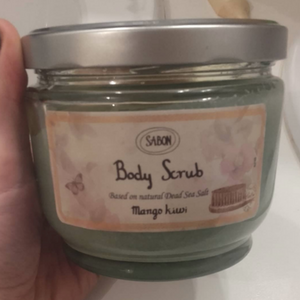 SABON
Body Scrub
Based on natural Dead Sea Salt
Mango kiwi